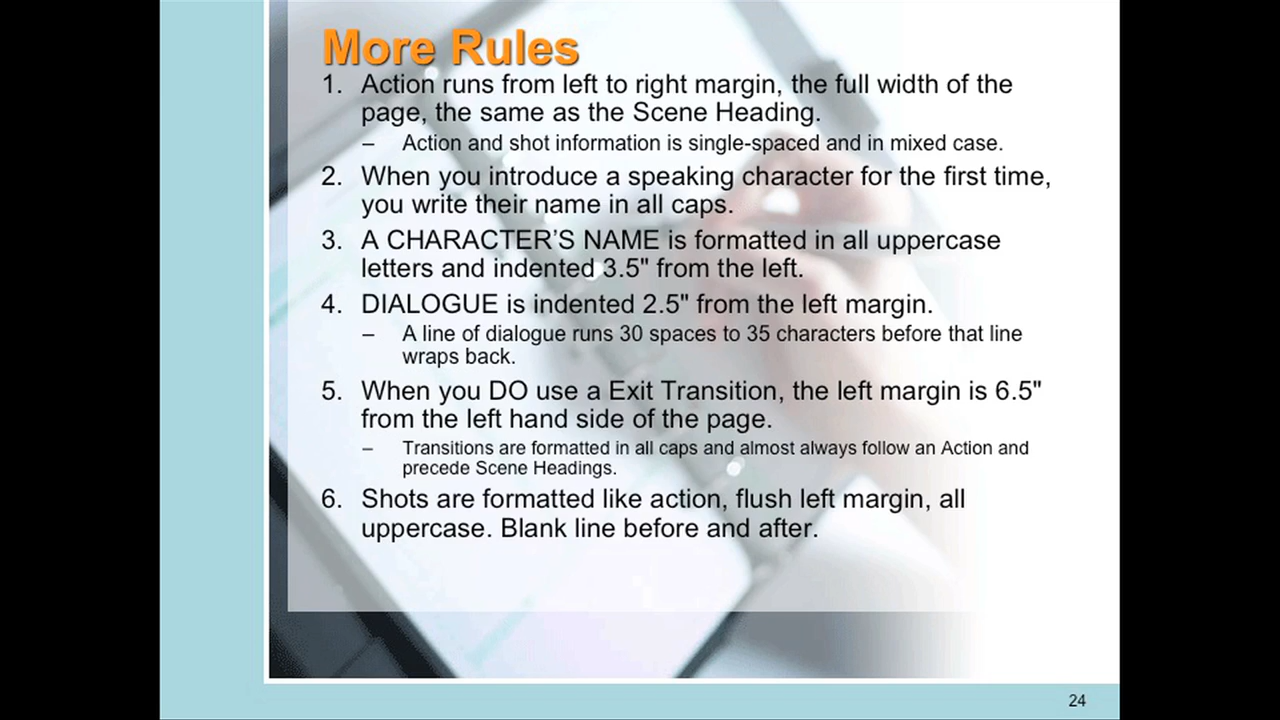 More Rules
1. Action runs from left to right margin, the full width of the
page, the same as the Scene Heading.
– Action and shot information is single-spaced and in mixed case.
2. When you introduce a speaking character for the first time,
you write their name in all caps.
3. A CHARACTER’S NAME is formatted in all uppercase
letters and indented 3.5" from the left.
4. DIALOGUE is indented 2.5" from the left margin.
– A line of dialogue runs 30 spaces to 35 characters before that line
wraps back.
5. When you DO use a Exit Transition, the left margin is 6.5"
from the left hand side of the page.
– Transitions are formatted in all caps and almost always follow an Action and
precede Scene Headings.
6. Shots are formatted like action, flush left margin, all
uppercase. Blank line before and after.
24